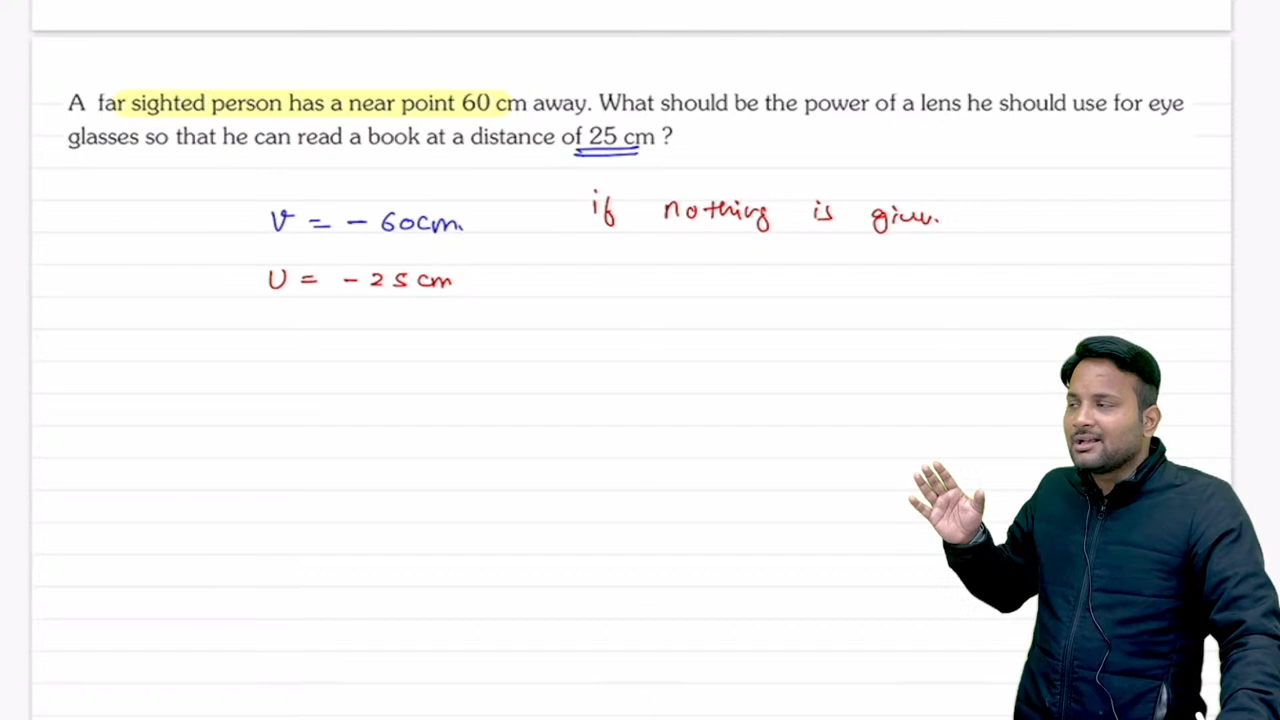 A far sighted person has a near point 60 cm away. What should be the power of a lens he should use for eye
glasses so that he can read a book at a distance of 25 cm ?
v = - 60cm.
if nothing is give.
U = - 25 cm